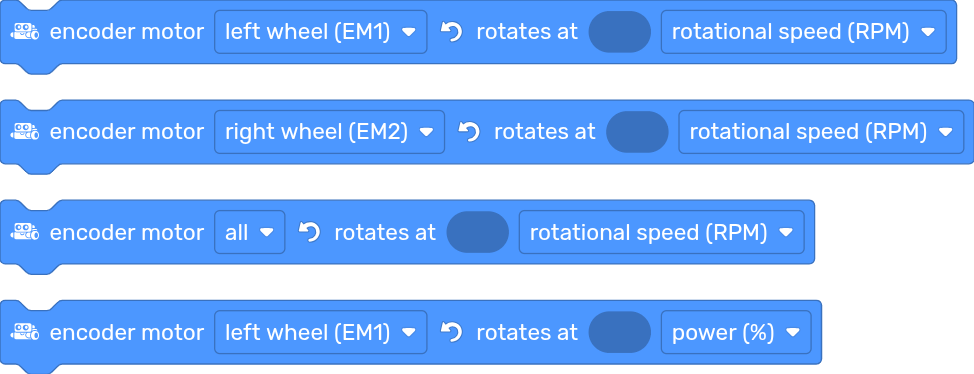 encoder motor left wheel (EM1) rotates at rotational speed (RPM)
encoder motor right wheel (EM2) rotates at rotational speed (RPM)
encoder motor all rotates at rotational speed (RPM)
encoder motor left wheel (EM1) rotates at power (%)